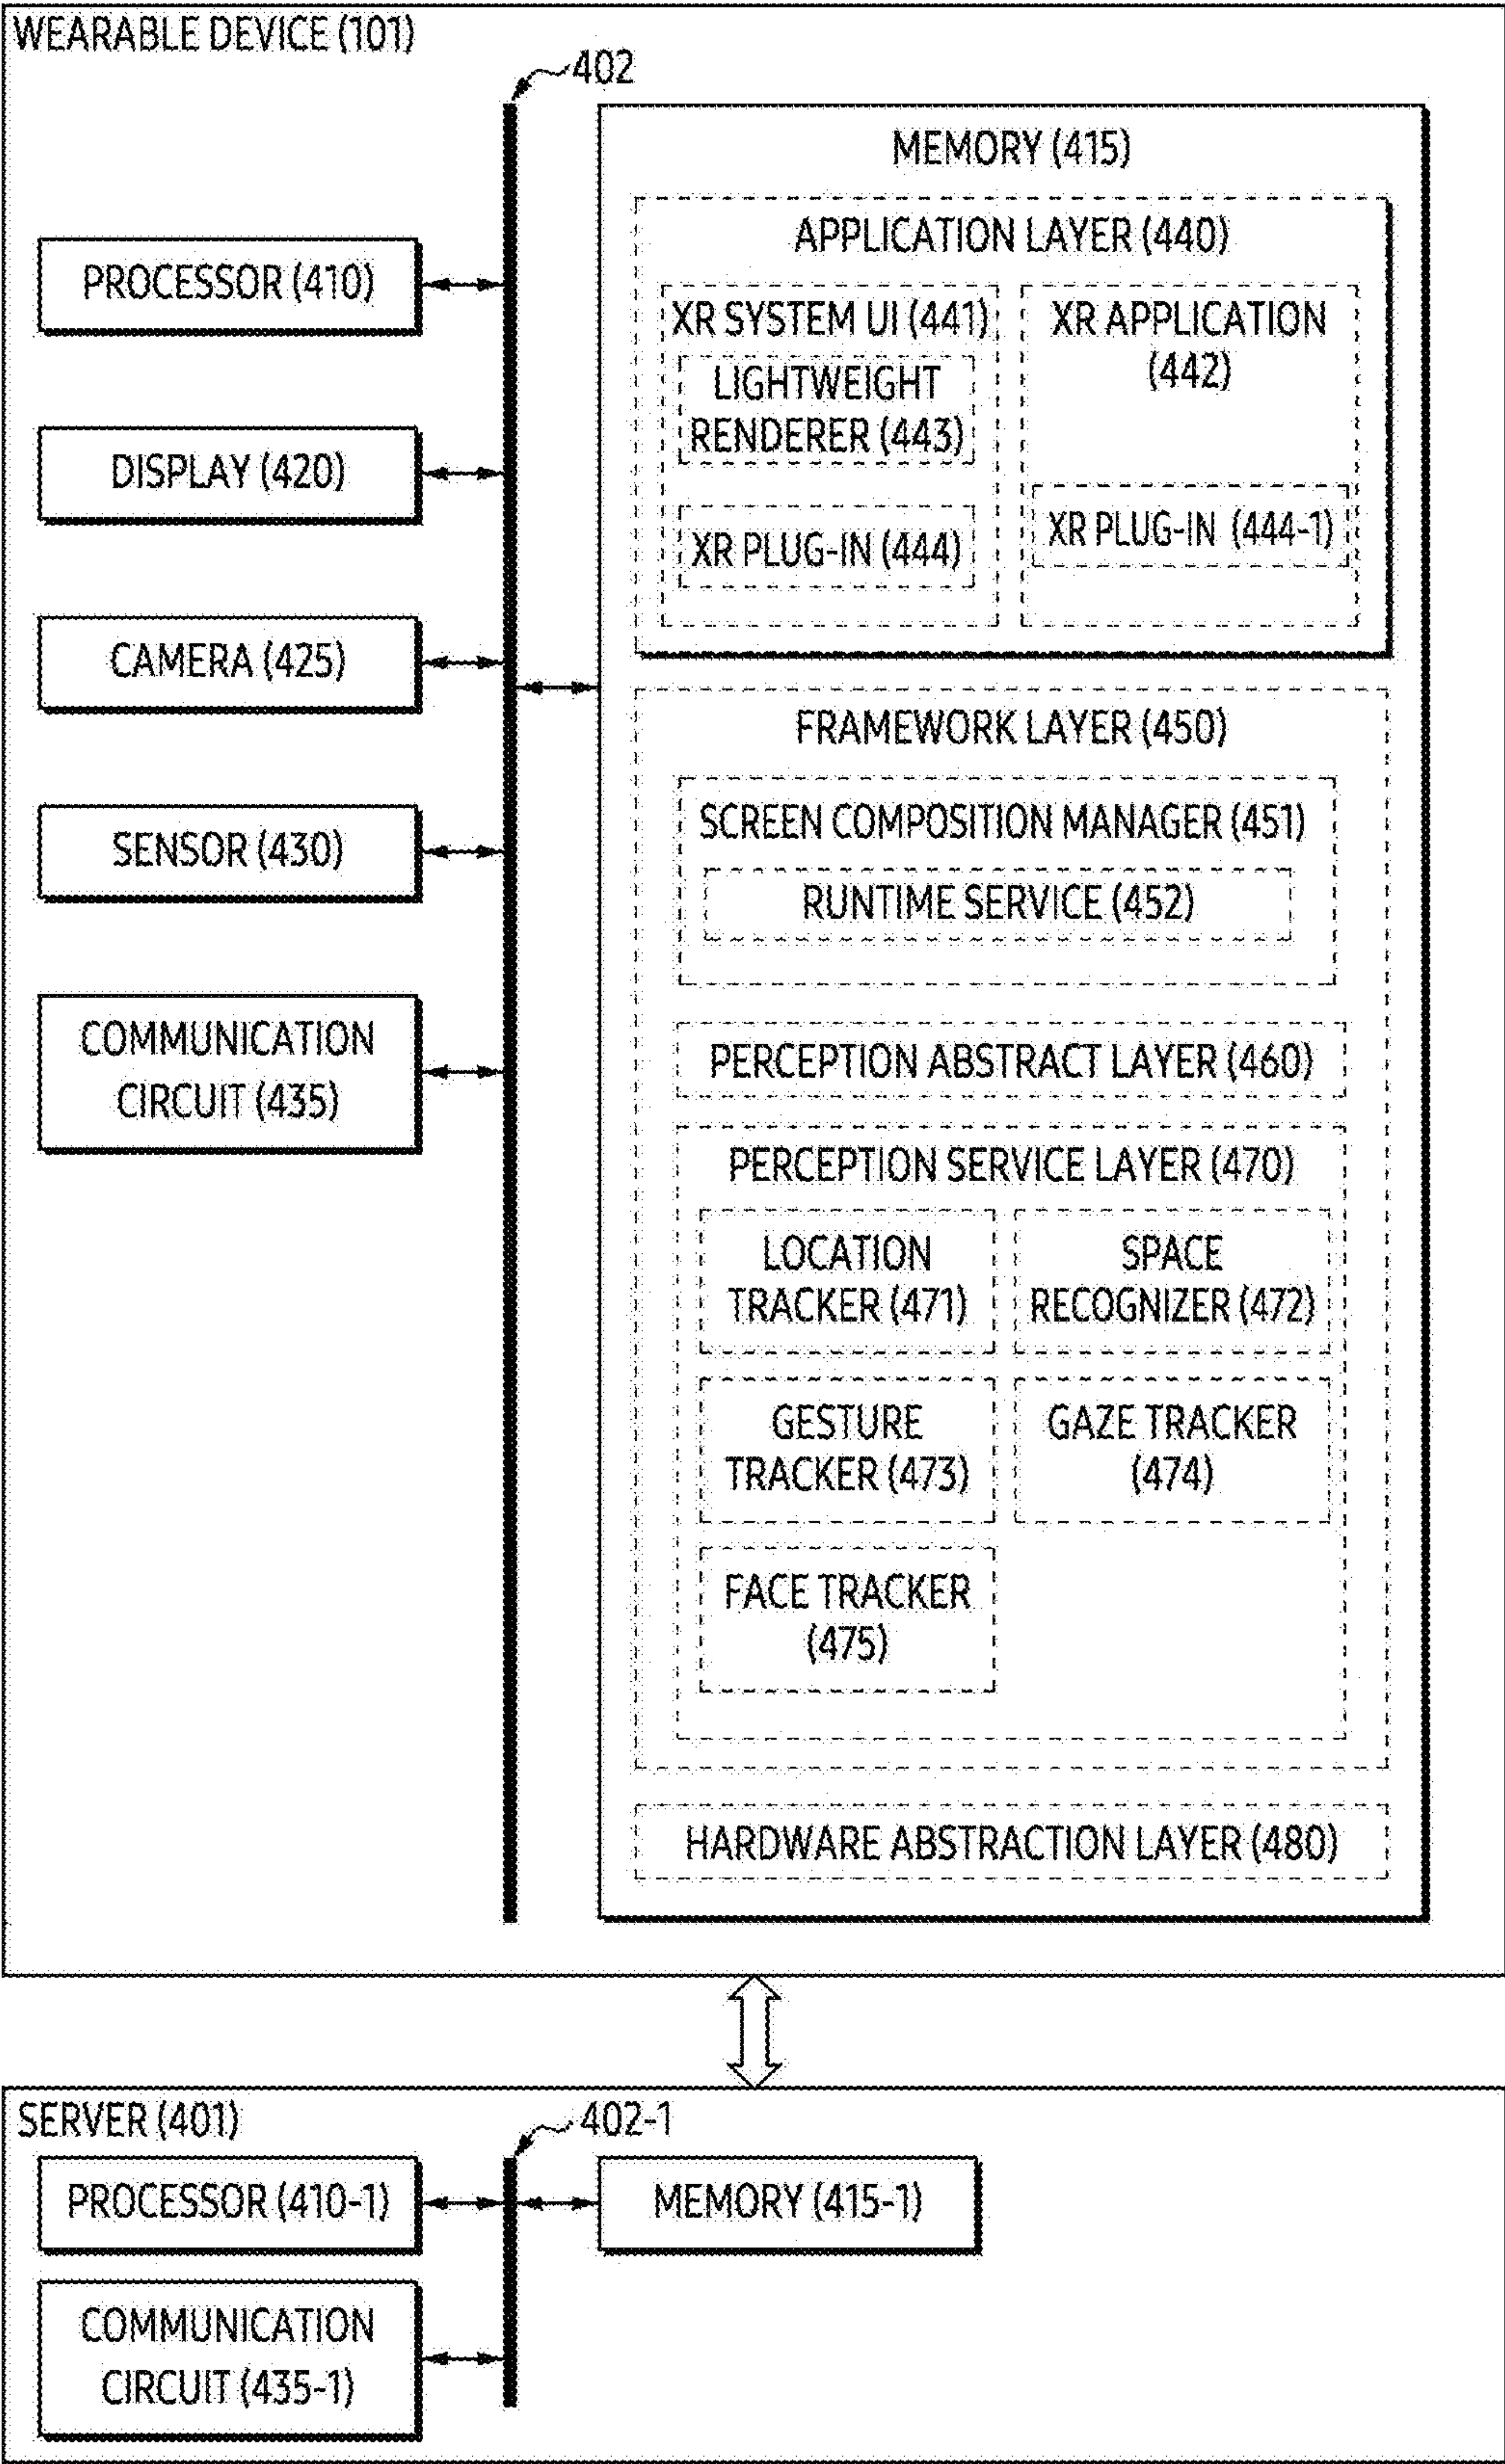 WEARABLE DEVICE (101)
402
PROCESSOR (410)
DISPLAY (420)
CAMERA (425)
SENSOR (430)
COMMUNICATION
CIRCUIT (435)
MEMORY (415)
APPLICATION LAYER (440)
XR SYSTEM UI (441)
LIGHTWEIGHT
RENDERER (443)
XR PLUG-IN (444)
XR APPLICATION
(442)
XR PLUG-IN (444-1)
FRAMEWORK LAYER (450)
SCREEN COMPOSITION MANAGER (451)
RUNTIME SERVICE (452)
PERCEPTION ABSTRACT LAYER (460)
PERCEPTION SERVICE LAYER (470)
LOCATION
TRACKER (471)
SPACE
RECOGNIZER (472)
GESTURE
TRACKER (473)
GAZE TRACKER
(474)
FACE TRACKER
(475)
HARDWARE ABSTRACTION LAYER (480)
SERVER (401)
402-1
PROCESSOR (410-1)
MEMORY (415-1)
COMMUNICATION
CIRCUIT (435-1)